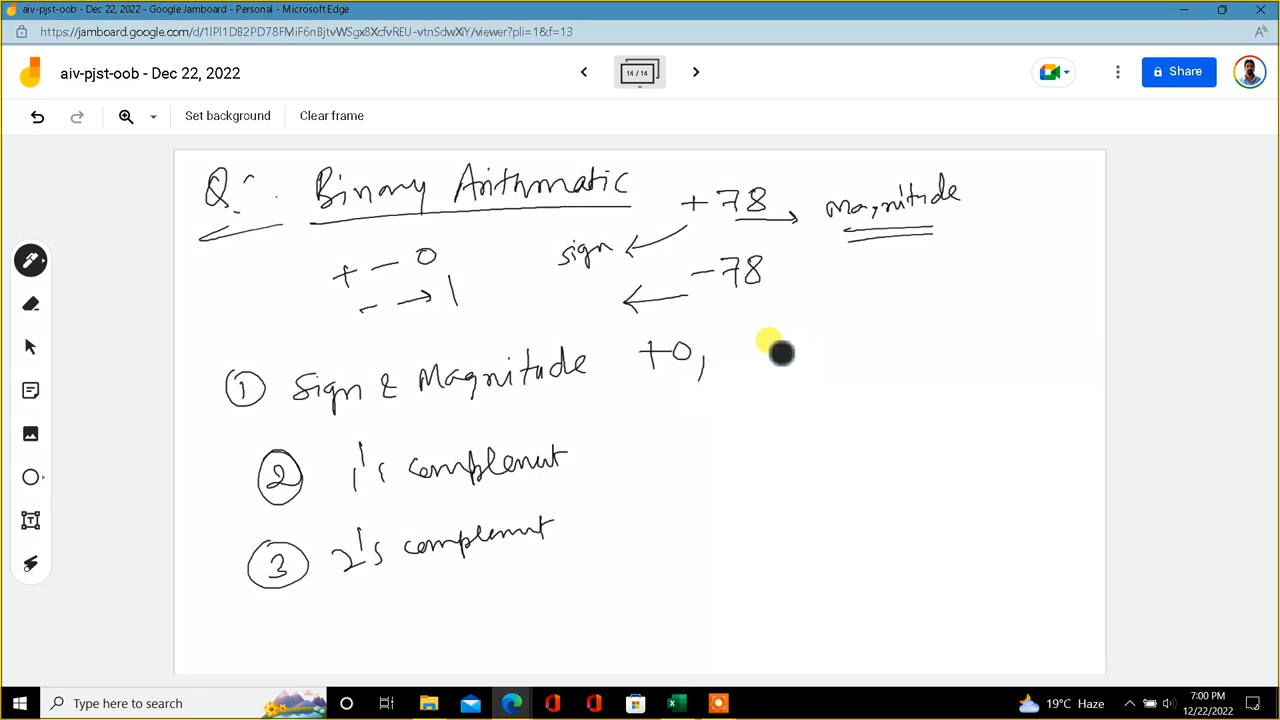 aiv-pjst-oob - Dec 22, 2022 - Google Jamboard - Personal - Microsoft Edge
https://jamboard.google.com/d/1lPl1DB2PD78FMiF6nBjtvWSgx8XcfvREU-vtnSdwXlY/viewer?pli=1&f=13
aiv-pjst-oob - Dec 22, 2022
14 / 14
Share
Set background
Clear frame
Q:- Binary Arithmatic
+78 → Magnitude
sign
+ - 0
- → 1
-78
① Sign & Magnitude +0,
② 1's complemut
③ 2's complemut
Type here to search
19°C Haze
7:00 PM
12/22/2022